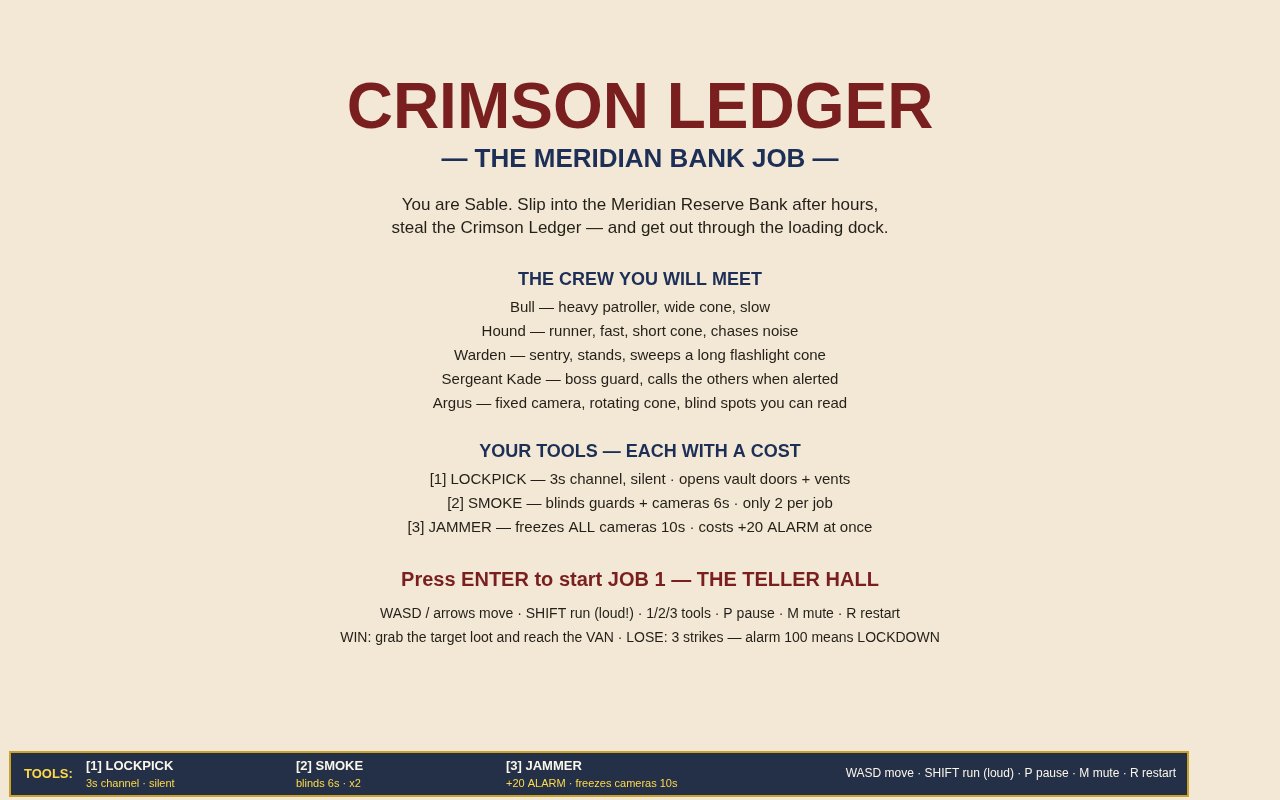 CRIMSON LEDGER
— THE MERIDIAN BANK JOB —
You are Sable. Slip into the Meridian Reserve Bank after hours,
steal the Crimson Ledger — and get out through the loading dock.
THE CREW YOU WILL MEET
Bull — heavy patroller, wide cone, slow
Hound — runner, fast, short cone, chases noise
Warden — sentry, stands, sweeps a long flashlight cone
Sergeant Kade — boss guard, calls the others when alerted
Argus — fixed camera, rotating cone, blind spots you can read
YOUR TOOLS — EACH WITH A COST
[1] LOCKPICK — 3s channel, silent · opens vault doors + vents
[2] SMOKE — blinds guards + cameras 6s · only 2 per job
[3] JAMMER — freezes ALL cameras 10s · costs +20 ALARM at once
Press ENTER to start JOB 1 — THE TELLER HALL
WASD / arrows move · SHIFT run (loud!) · 1/2/3 tools · P pause · M mute · R restart
WIN: grab the target loot and reach the VAN · LOSE: 3 strikes — alarm 100 means LOCKDOWN
TOOLS:
[1] LOCKPICK
3s channel · silent
[2] SMOKE
blinds 6s · x2
[3] JAMMER
+20 ALARM · freezes cameras 10s
WASD move · SHIFT run (loud) · P pause · M mute · R restart